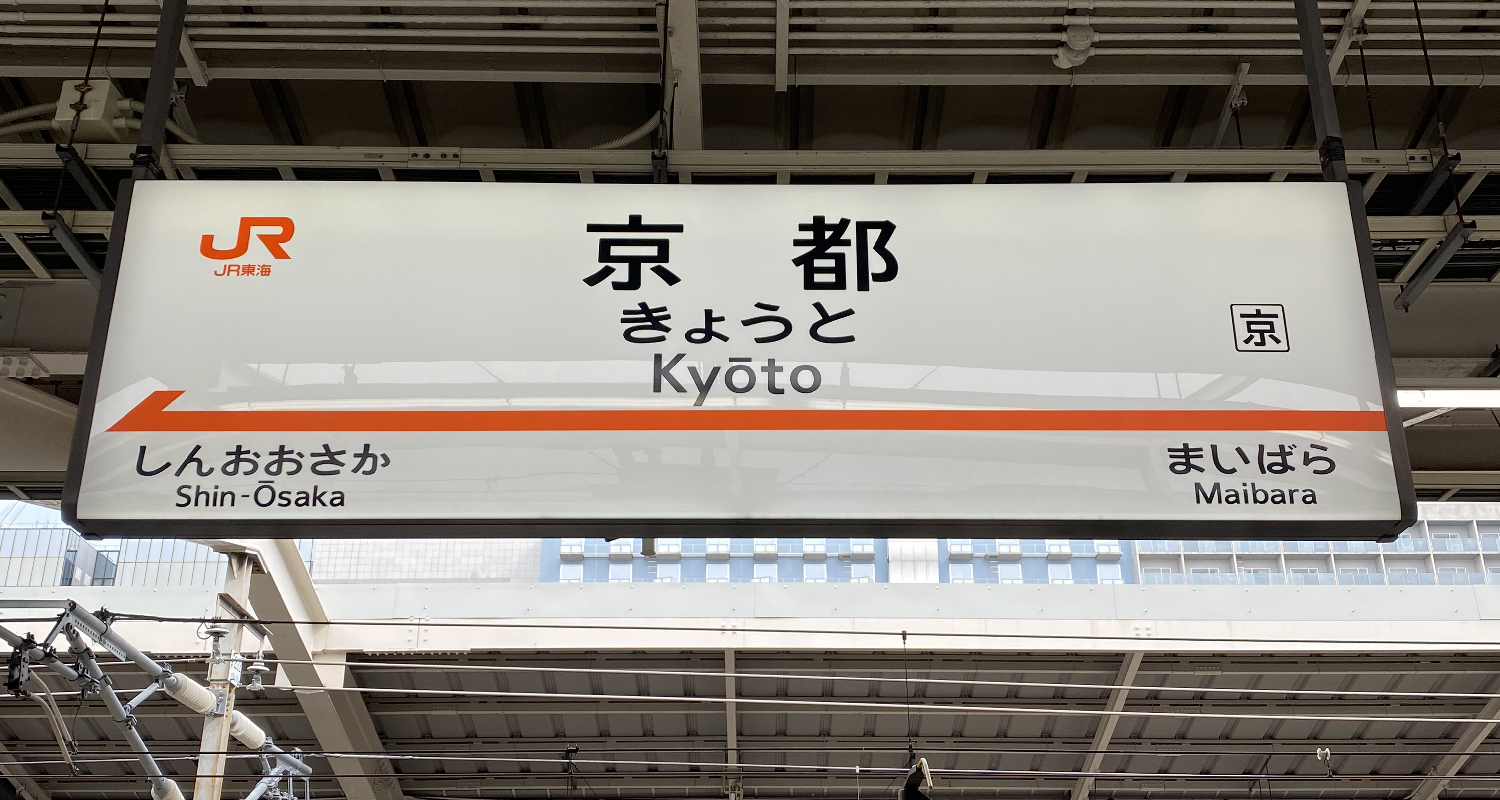 JR
JR東海
京都
きょうと
Kyōto
京
しんおおさか
Shin-Ōsaka
まいばら
Maibara